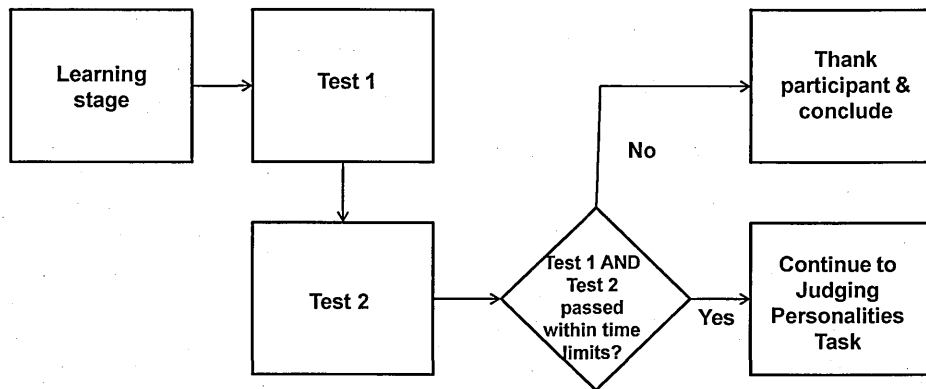 Learning
stage
Test 1
Thank
participant &
conclude
No
Test 2
Test 1 AND
Test 2
passed
within time
limits?
Yes
Continue to
Judging
Personalities
Task